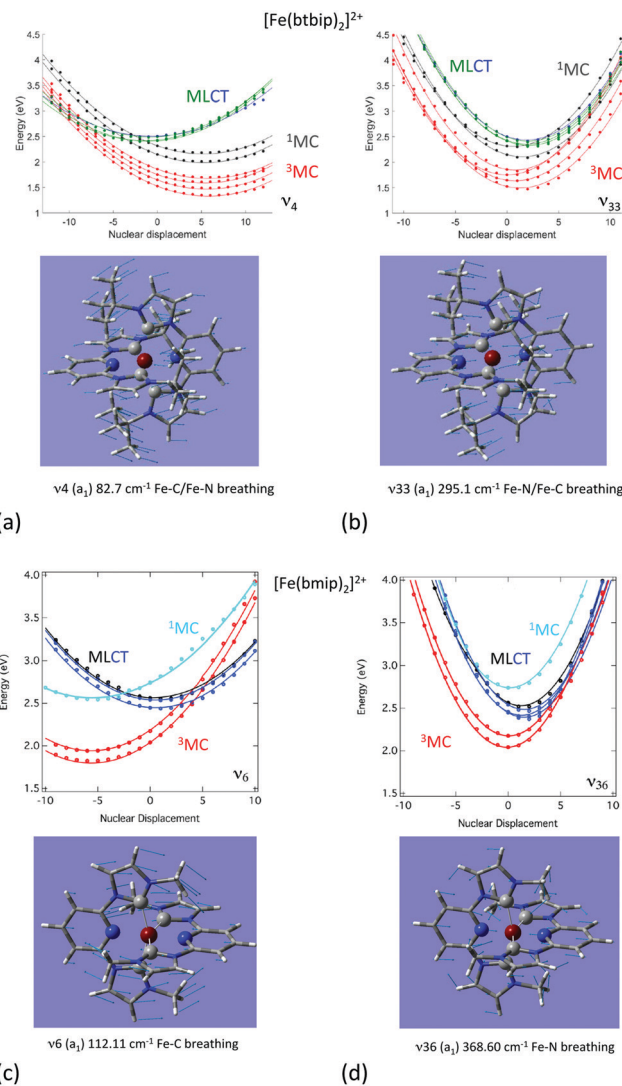 [Fe(btbip)₂]²⁺
4.5
4
3.5
3
2.5
2
1.5
1
Energy (eV)
MLCT
¹MC
³MC
ν₄
-10 -5 0 5 10
Nuclear displacement
4.5
4
3.5
3
2.5
2
1.5
1
Energy (eV)
MLCT
¹MC
³MC
ν₃₃
-10 -5 0 5 10
Nuclear displacement
ν4 (a₁) 82.7 cm⁻¹ Fe-C/Fe-N breathing
ν33 (a₁) 295.1 cm⁻¹ Fe-N/Fe-C breathing
(a)
(b)
[Fe(bmip)₂]²⁺
4.0
3.5
3.0
2.5
2.0
1.5
Energy (eV)
¹MC
MLCT
³MC
ν₆
-10 -5 0 5 10
Nuclear Displacement
4.0
3.5
3.0
2.5
2.0
1.5
Energy (eV)
¹MC
MLCT
³MC
ν₃₆
-10 -5 0 5 10
Nuclear Displacement
ν6 (a₁) 112.11 cm⁻¹ Fe-C breathing
ν36 (a₁) 368.60 cm⁻¹ Fe-N breathing
(c)
(d)